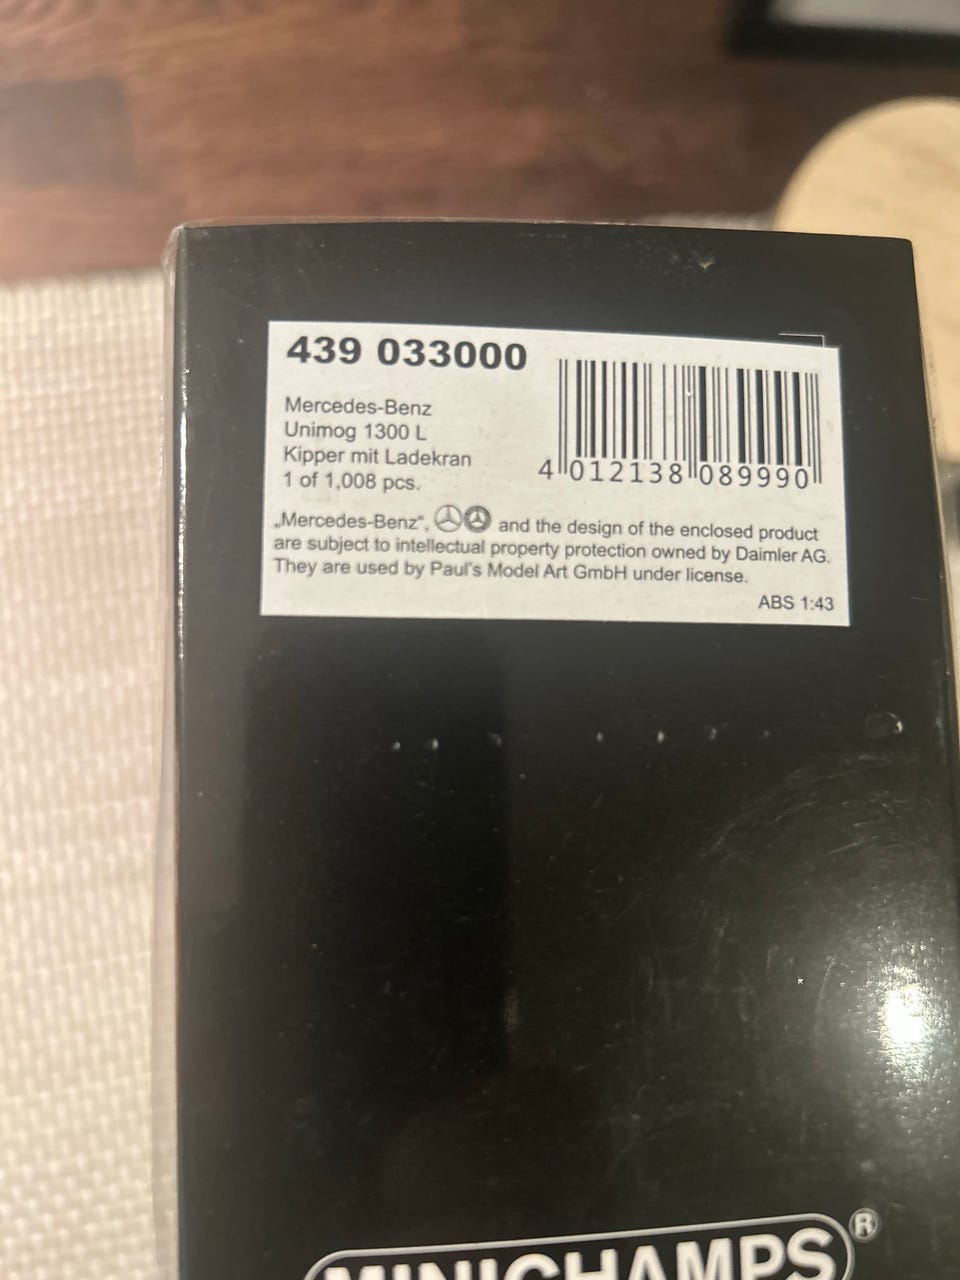 439 033000
Mercedes-Benz
Unimog 1300 L
Kipper mit Ladekran
1 of 1,008 pcs.
4 012138 089990
„Mercedes-Benz“, and the design of the enclosed product
are subject to intellectual property protection owned by Daimler AG.
They are used by Paul's Model Art GmbH under license.
ABS 1:43
MINICHAMPS®